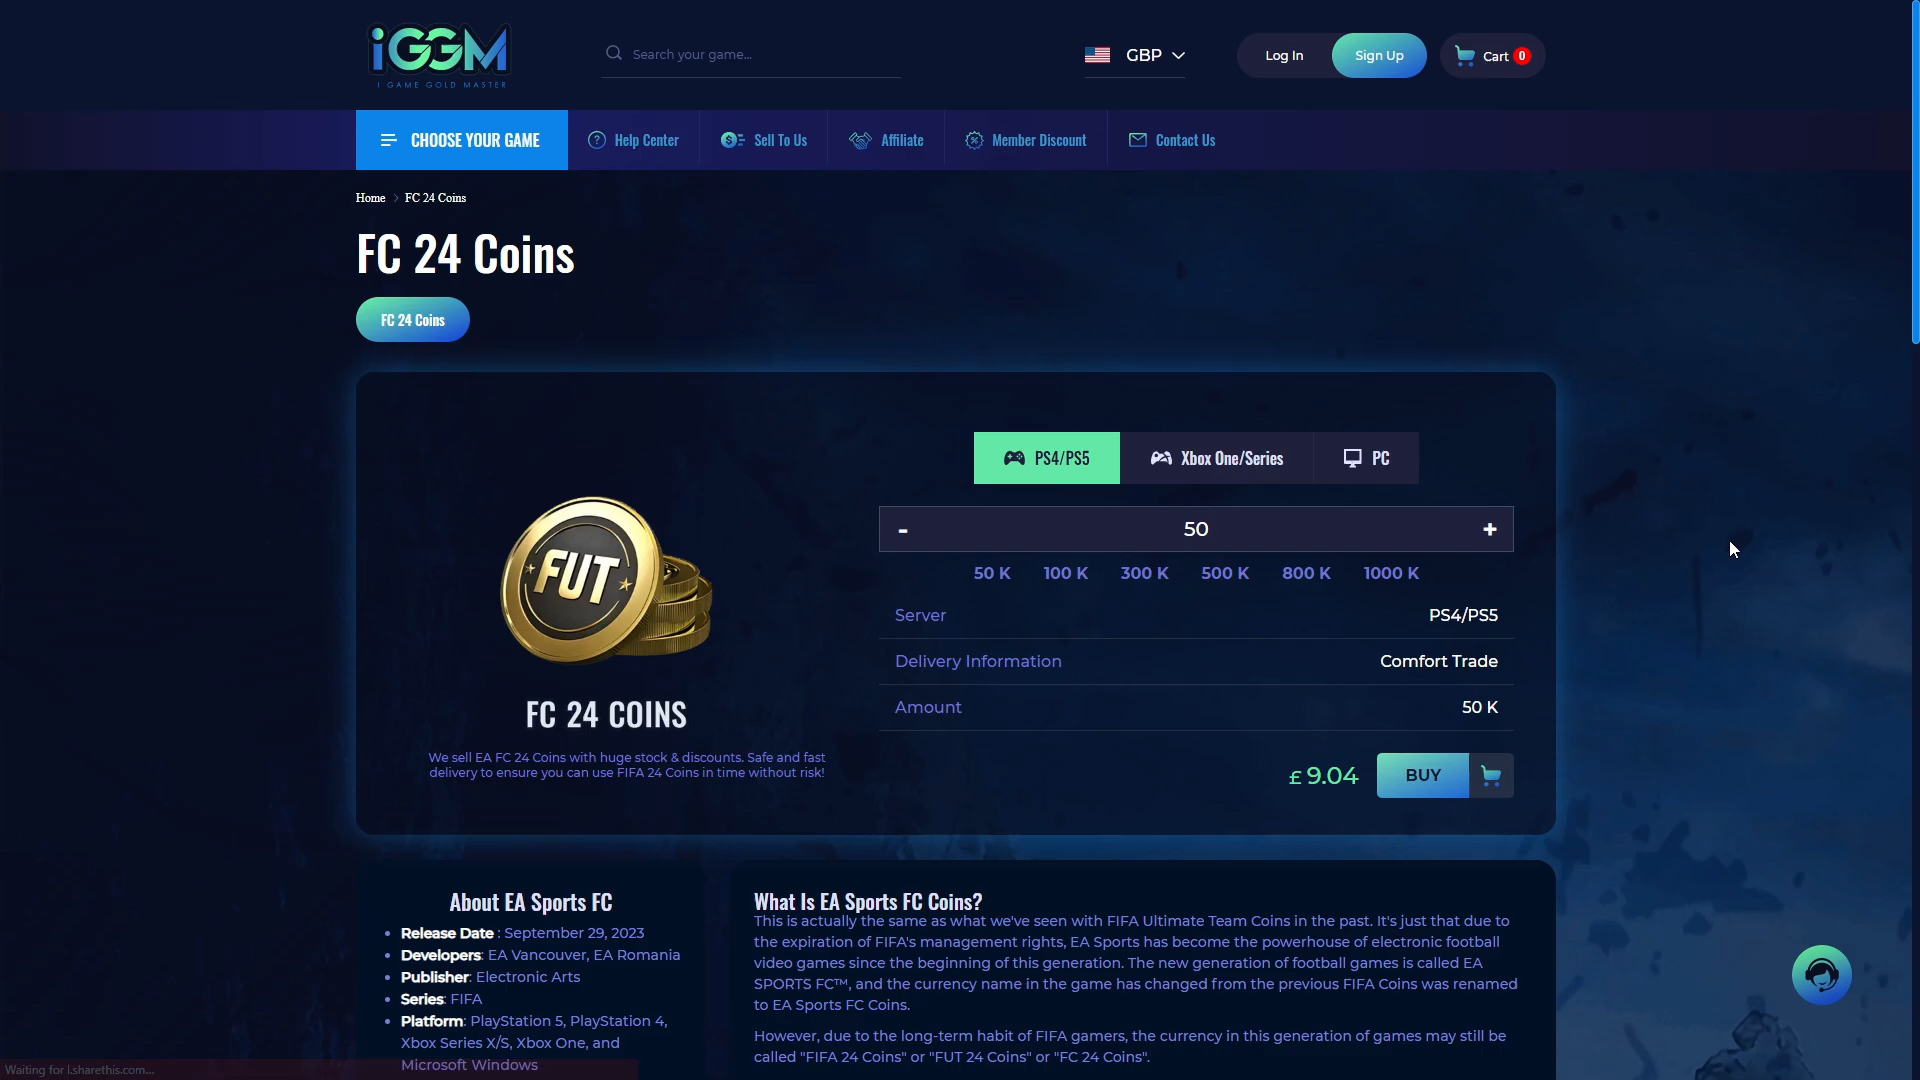 iGGM
I GAME GOLD MASTER
Search your game...
GBP
Log In
Sign Up
Cart 0
CHOOSE YOUR GAME
Help Center
Sell To Us
Affiliate
Member Discount
Contact Us
Home > FC 24 Coins
FC 24 Coins
FC 24 Coins
PS4/PS5
Xbox One/Series
PC
- 50 +
50 K 100 K 300 K 500 K 800 K 1000 K
Server PS4/PS5
Delivery Information Comfort Trade
Amount 50 K
FUT
FC 24 COINS
We sell EA FC 24 Coins with huge stock & discounts. Safe and fast
delivery to ensure you can use FIFA 24 Coins in time without risk!
£ 9.04
BUY
About EA Sports FC
Release Date : September 29, 2023
Developers: EA Vancouver, EA Romania
Publisher: Electronic Arts
Series: FIFA
Platform: PlayStation 5, PlayStation 4,
Xbox Series X/S, Xbox One, and
Microsoft Windows
What Is EA Sports FC Coins?
This is actually the same as what we've seen with FIFA Ultimate Team Coins in the past. It's just that due to
the expiration of FIFA's management rights, EA Sports has become the powerhouse of electronic football
video games since the beginning of this generation. The new generation of football games is called EA
SPORTS FC™, and the currency name in the game has changed from the previous FIFA Coins was renamed
to EA Sports FC Coins.
However, due to the long-term habit of FIFA gamers, the currency in this generation of games may still be
called "FIFA 24 Coins" or "FUT 24 Coins" or "FC 24 Coins".
Waiting for l.sharethis.com...